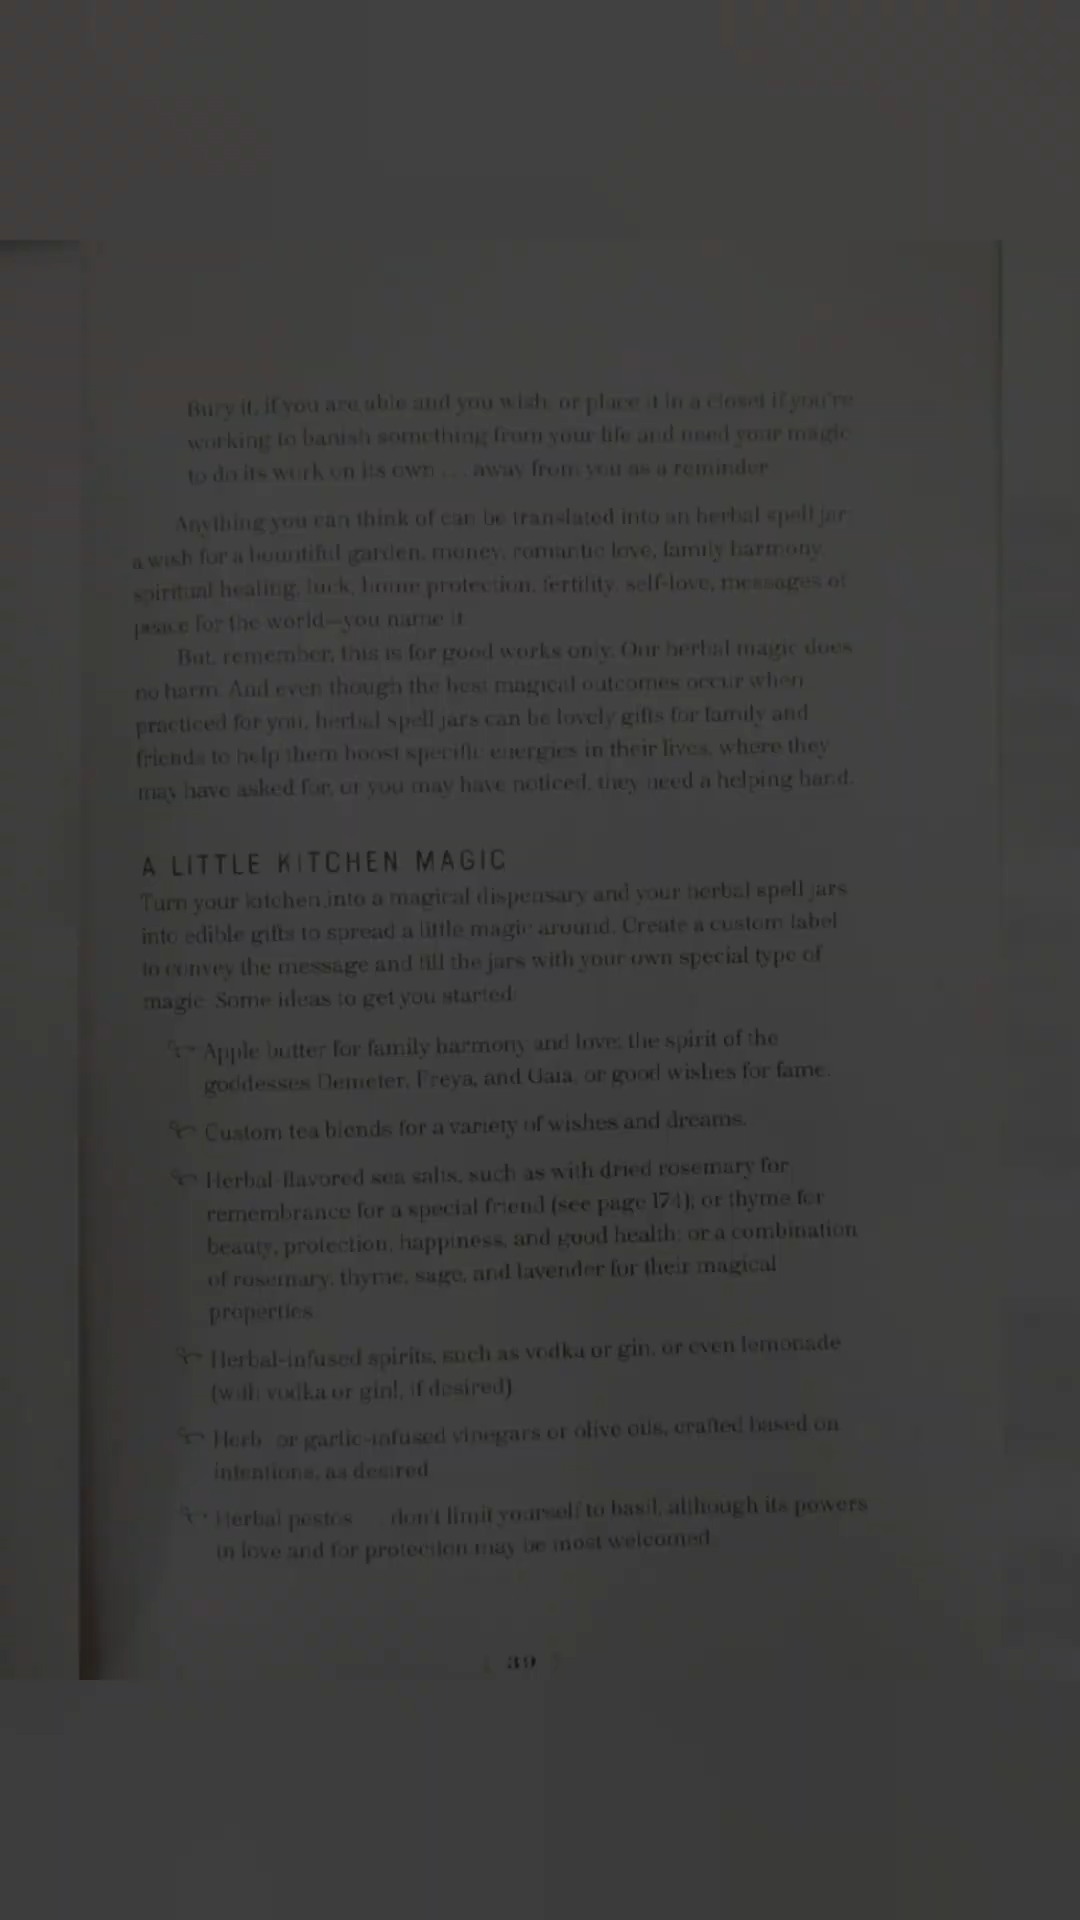 Bury it, if you are able and you wish, or place it in a closet if you're
working to banish something from your life and need your magic
to do its work on its own . . . away from you as a reminder.
Anything you can think of can be translated into an herbal spell jar:
a wish for a bountiful garden, money, romantic love, family harmony,
spiritual healing, luck, home protection, fertility, self-love, messages of
peace for the world—you name it.
But, remember, this is for good works only. Our herbal magic does
no harm. And even though the best magical outcomes occur when
practiced for you, herbal spell jars can be lovely gifts for family and
friends to help them boost specific energies in their lives, where they
may have asked for, or you may have noticed, they need a helping hand.
A LITTLE KITCHEN MAGIC
Turn your kitchen into a magical dispensary and your herbal spell jars
into edible gifts to spread a little magic around. Create a custom label
to convey the message and fill the jars with your own special type of
magic. Some ideas to get you started:
Apple butter for family harmony and love; the spirit of the
goddesses Demeter, Freya, and Gaia; or good wishes for fame.
Custom tea blends for a variety of wishes and dreams.
Herbal-flavored sea salts, such as with dried rosemary for
remembrance for a special friend (see page 174); or thyme for
beauty, protection, happiness, and good health; or a combination
of rosemary, thyme, sage, and lavender for their magical
properties.
Herbal-infused spirits, such as vodka or gin, or even lemonade
(with vodka or gin!, if desired).
Herb- or garlic-infused vinegars or olive oils, crafted based on
intentions, as desired.
Herbal pestos . . . don't limit yourself to basil, although its powers
in love and for protection may be most welcomed.
39